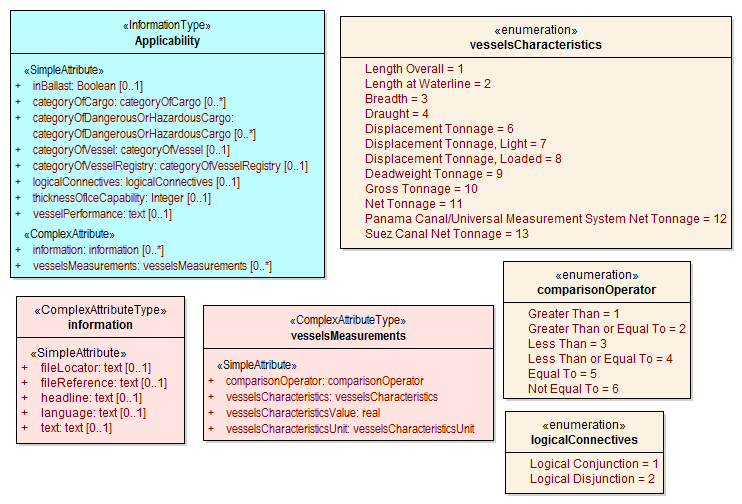 «InformationType»
Applicability
«SimpleAttribute»
+ inBallast: Boolean [0..1]
+ categoryOfCargo: categoryOfCargo [0..*]
+ categoryOfDangerousOrHazardousCargo:
categoryOfDangerousOrHazardousCargo [0..*]
+ categoryOfVessel: categoryOfVessel [0..1]
+ categoryOfVesselRegistry: categoryOfVesselRegistry [0..1]
+ logicalConnectives: logicalConnectives [0..1]
+ thicknessOfIceCapability: Integer [0..1]
+ vesselPerformance: text [0..1]
«ComplexAttribute»
+ information: information [0..*]
+ vesselsMeasurements: vesselsMeasurements [0..*]
«enumeration»
vesselsCharacteristics
Length Overall = 1
Length at Waterline = 2
Breadth = 3
Draught = 4
Displacement Tonnage = 6
Displacement Tonnage, Light = 7
Displacement Tonnage, Loaded = 8
Deadweight Tonnage = 9
Gross Tonnage = 10
Net Tonnage = 11
Panama Canal/Universal Measurement System Net Tonnage = 12
Suez Canal Net Tonnage = 13
«ComplexAttributeType»
information
«SimpleAttribute»
+ fileLocator: text [0..1]
+ fileReference: text [0..1]
+ headline: text [0..1]
+ language: text [0..1]
+ text: text [0..1]
«ComplexAttributeType»
vesselsMeasurements
«SimpleAttribute»
+ comparisonOperator: comparisonOperator
+ vesselsCharacteristics: vesselsCharacteristics
+ vesselsCharacteristicsValue: real
+ vesselsCharacteristicsUnit: vesselsCharacteristicsUnit
«enumeration»
comparisonOperator
Greater Than = 1
Greater Than or Equal To = 2
Less Than = 3
Less Than or Equal To = 4
Equal To = 5
Not Equal To = 6
«enumeration»
logicalConnectives
Logical Conjunction = 1
Logical Disjunction = 2